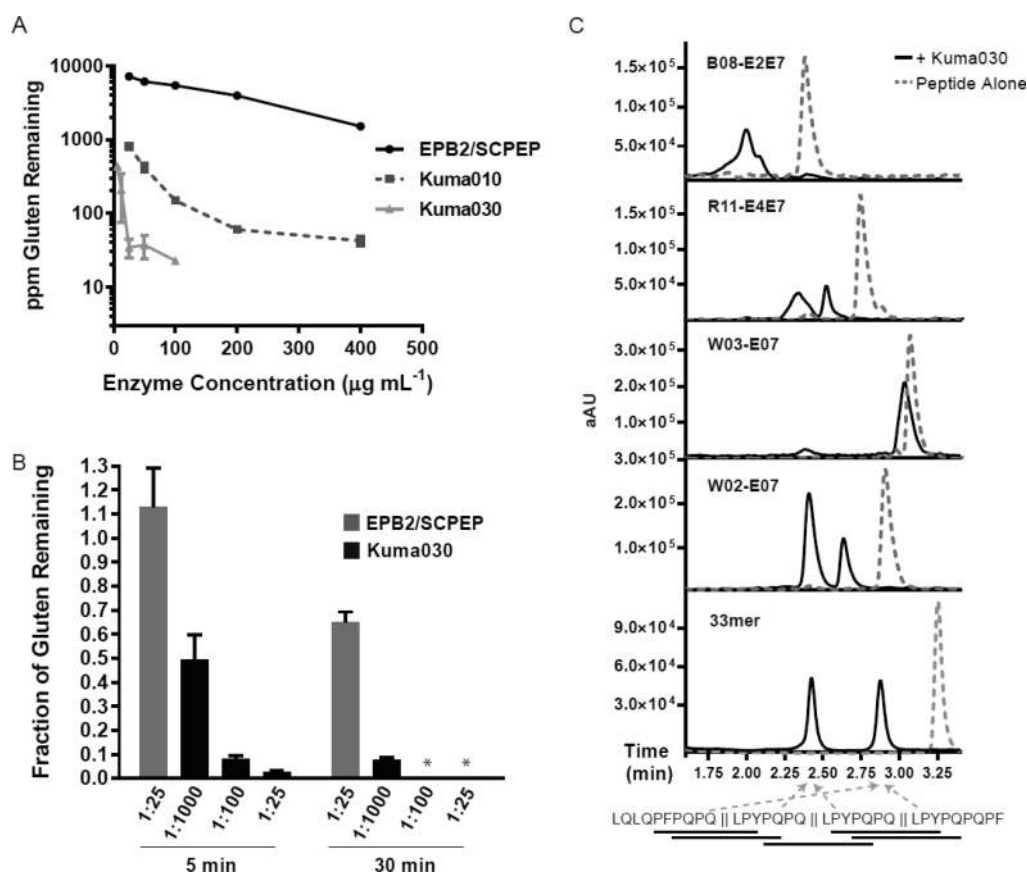 A
10000
1000
100
10
ppm Gluten Remaining
0
100
200
300
400
500
Enzyme Concentration (µg mL⁻¹)
EPB2/SCPEP
Kuma010
Kuma030
B
1.3
1.2
1.1
1.0
0.9
0.8
0.7
0.6
0.5
0.4
0.3
0.2
0.1
0.0
Fraction of Gluten Remaining
EPB2/SCPEP
Kuma030
* *
1:25 1:1000 1:100 1:25 1:25 1:1000 1:100 1:25
5 min 30 min
C
+ Kuma030
Peptide Alone
B08-E2E7
1.5×10⁵
1.0×10⁵
5.0×10⁴
R11-E4E7
1.5×10⁵
1.0×10⁵
5.0×10⁴
W03-E07
3.0×10⁵
2.0×10⁵
1.0×10⁵
aAU
W02-E07
3.0×10⁵
2.0×10⁵
1.0×10⁵
33mer
9.0×10⁴
6.0×10⁴
3.0×10⁴
Time
(min)
1.75 2.00 2.25 2.50 2.75 3.00 3.25
LQLQPFPQPQ || LPYPQPQ || LPYPQPQ || LPYPQPQPF